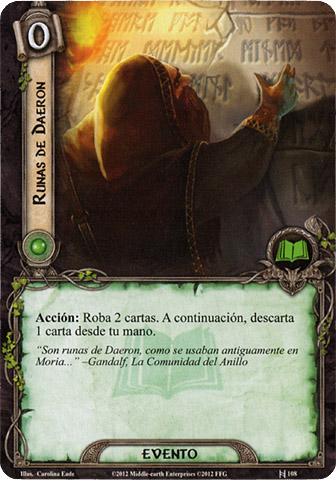 0
RUNAS DE DAERON
Acción: Roba 2 cartas. A continuación, descarta
1 carta desde tu mano.
“Son runas de Daeron, como se usaban antiguamente en
Moria...” –Gandalf, La Comunidad del Anillo
EVENTO
Illus. Carolina Eade
©2012 Middle-earth Enterprises ©2012 FFG
108